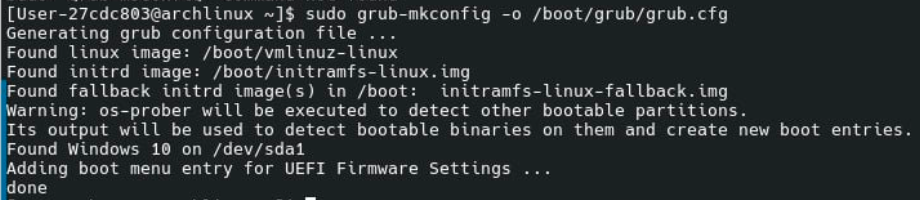 [User-27cdc803@archlinux ~]$ sudo grub-mkconfig -o /boot/grub/grub.cfg
Generating grub configuration file ...
Found linux image: /boot/vmlinuz-linux
Found initrd image: /boot/initramfs-linux.img
Found fallback initrd image(s) in /boot:  initramfs-linux-fallback.img
Warning: os-prober will be executed to detect other bootable partitions.
Its output will be used to detect bootable binaries on them and create new boot entries.
Found Windows 10 on /dev/sda1
Adding boot menu entry for UEFI Firmware Settings ...
done